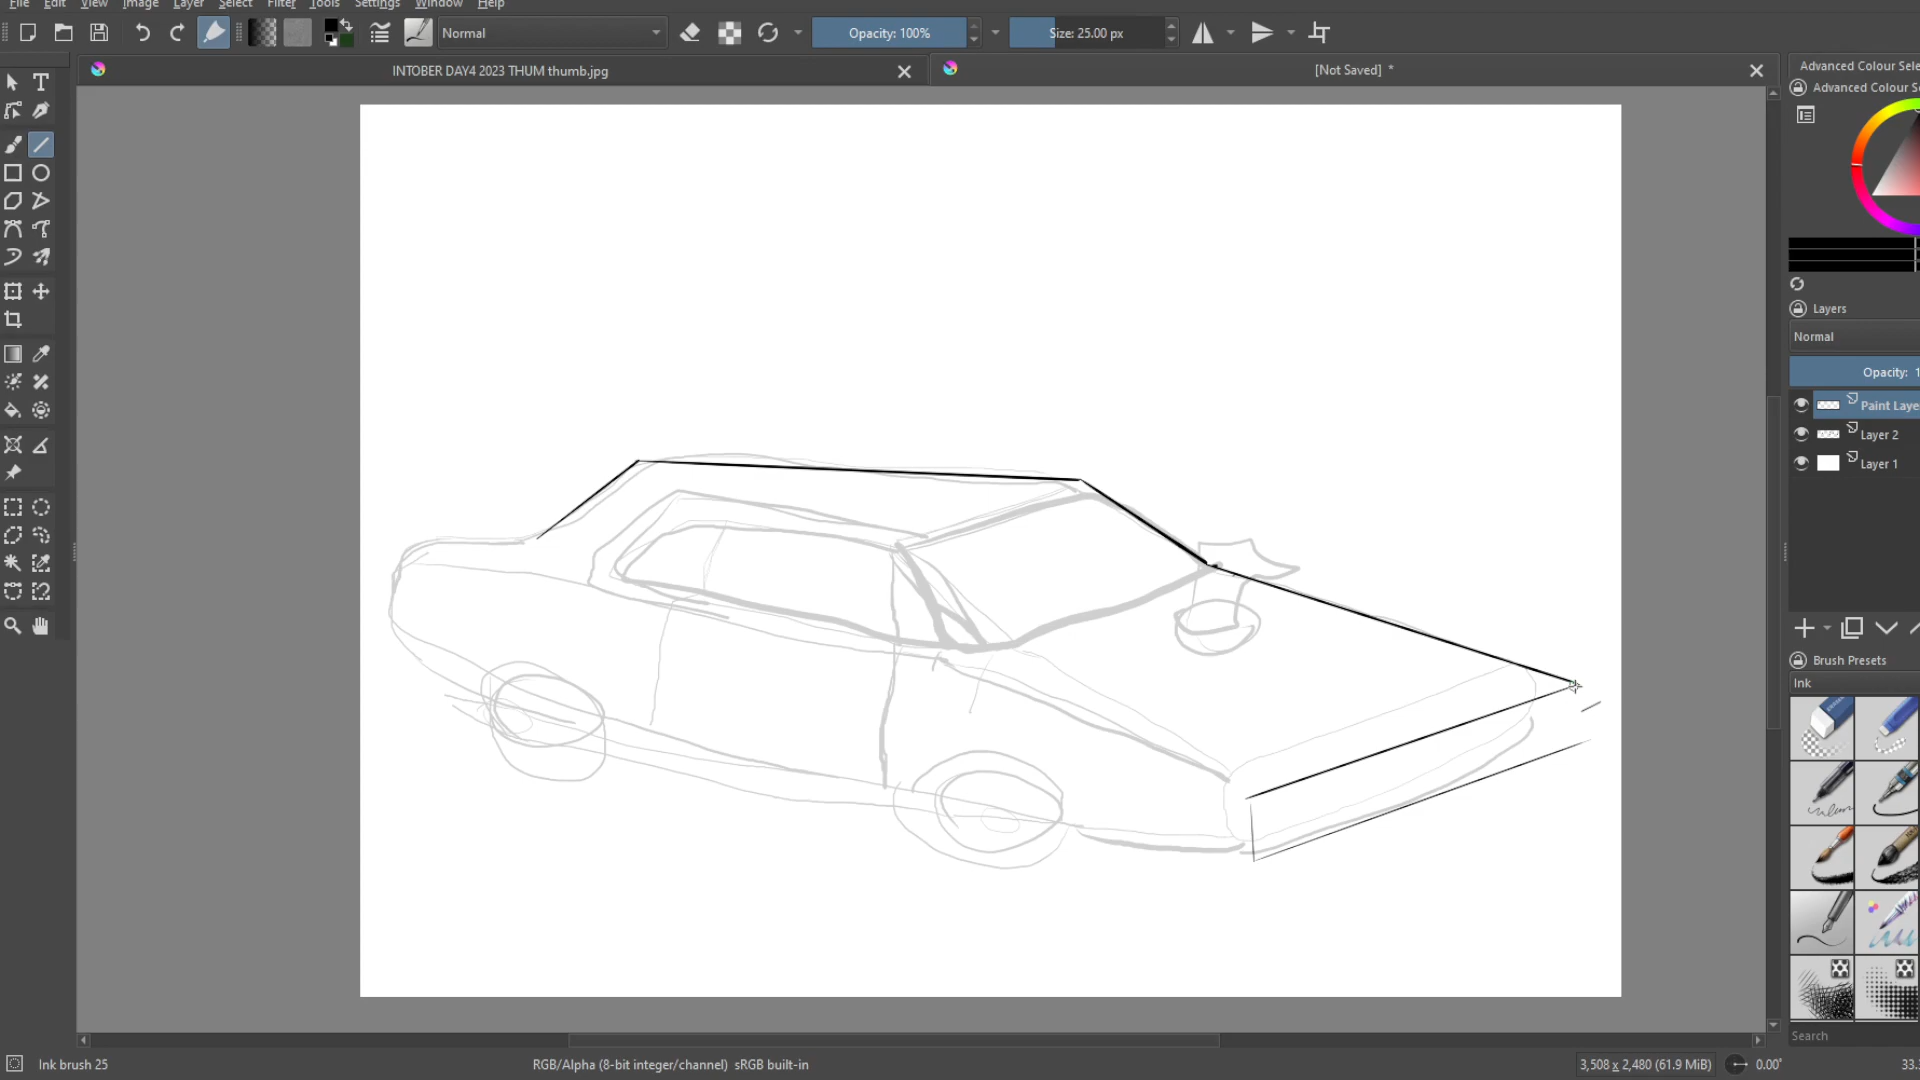 File Edit View Image Layer Select Filter Tools Settings Window Help
Normal
Opacity: 100%
Size: 25.00 px
INTOBER DAY4 2023 THUM thumb.jpg
[Not Saved] *
Advanced Colour Sele
Advanced Colour Se
Layers
Normal
Opacity: 1
Paint Laye
Layer 2
Layer 1
Brush Presets
Ink
Search
Ink brush 25
RGB/Alpha (8-bit integer/channel) sRGB built-in
3,508 x 2,480 (61.9 MiB)
0.00°
33.